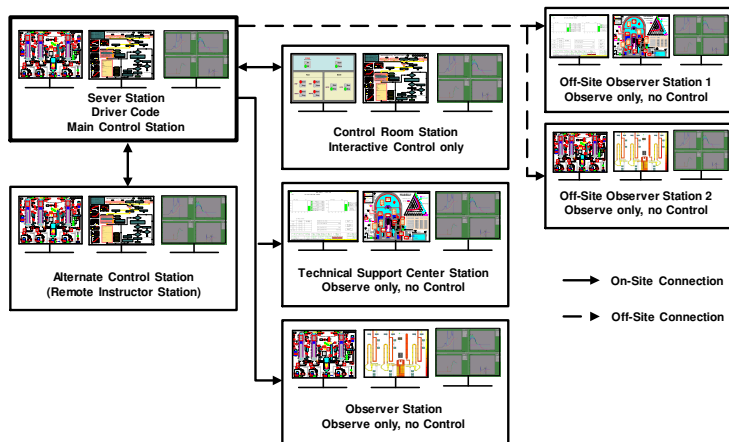 Sever Station
Driver Code
Main Control Station
Control Room Station
Interactive Control only
Off-Site Observer Station 1
Observe only, no Control
Off-Site Observer Station 2
Observe only, no Control
Alternate Control Station
(Remote Instructor Station)
Technical Support Center Station
Observe only, no Control
Observer Station
Observe only, no Control
On-Site Connection
Off-Site Connection